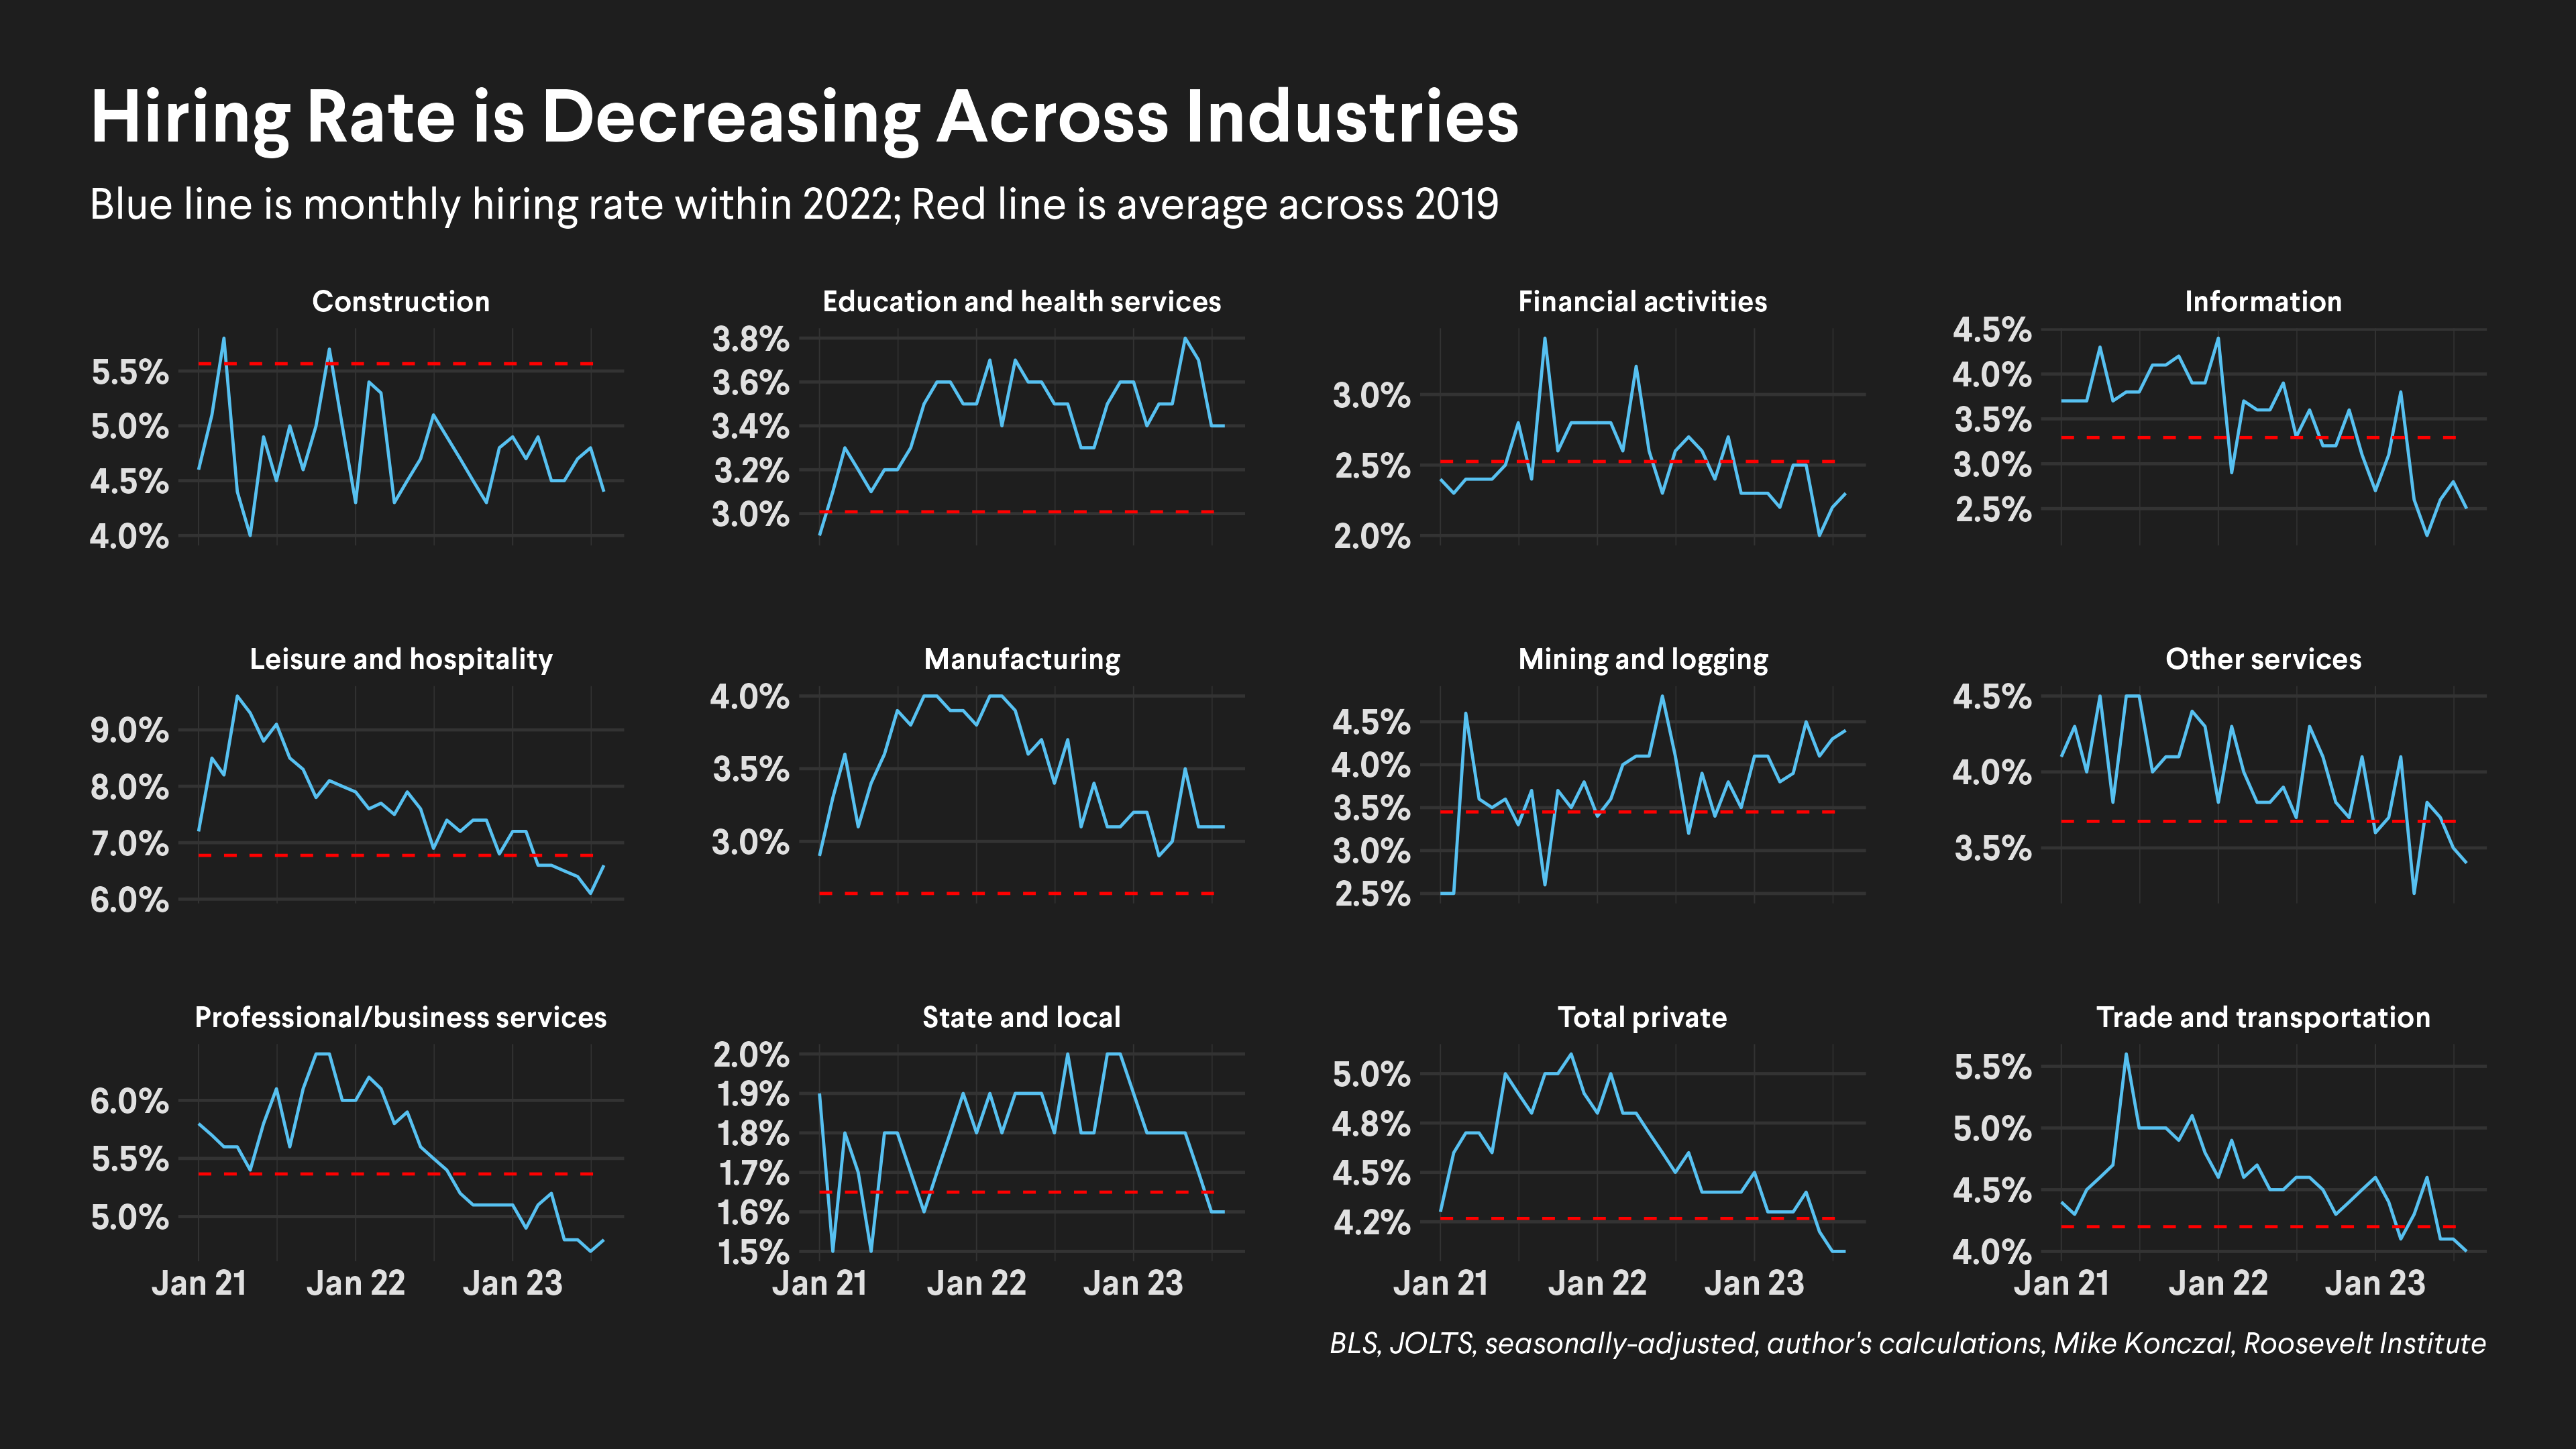 Hiring Rate is Decreasing Across Industries
Blue line is monthly hiring rate within 2022; Red line is average across 2019
Construction
5.5%
5.0%
4.5%
4.0%
Education and health services
3.8%
3.6%
3.4%
3.2%
3.0%
Financial activities
3.0%
2.5%
2.0%
Information
4.5%
4.0%
3.5%
3.0%
2.5%
Leisure and hospitality
9.0%
8.0%
7.0%
6.0%
Manufacturing
4.0%
3.5%
3.0%
Mining and logging
4.5%
4.0%
3.5%
3.0%
2.5%
Other services
4.5%
4.0%
3.5%
Professional/business services
6.0%
5.5%
5.0%
Jan 21 Jan 22 Jan 23
State and local
2.0%
1.9%
1.8%
1.7%
1.6%
1.5%
Jan 21 Jan 22 Jan 23
Total private
5.0%
4.8%
4.5%
4.2%
Jan 21 Jan 22 Jan 23
Trade and transportation
5.5%
5.0%
4.5%
4.0%
Jan 21 Jan 22 Jan 23
BLS, JOLTS, seasonally-adjusted, author's calculations, Mike Konczal, Roosevelt Institute